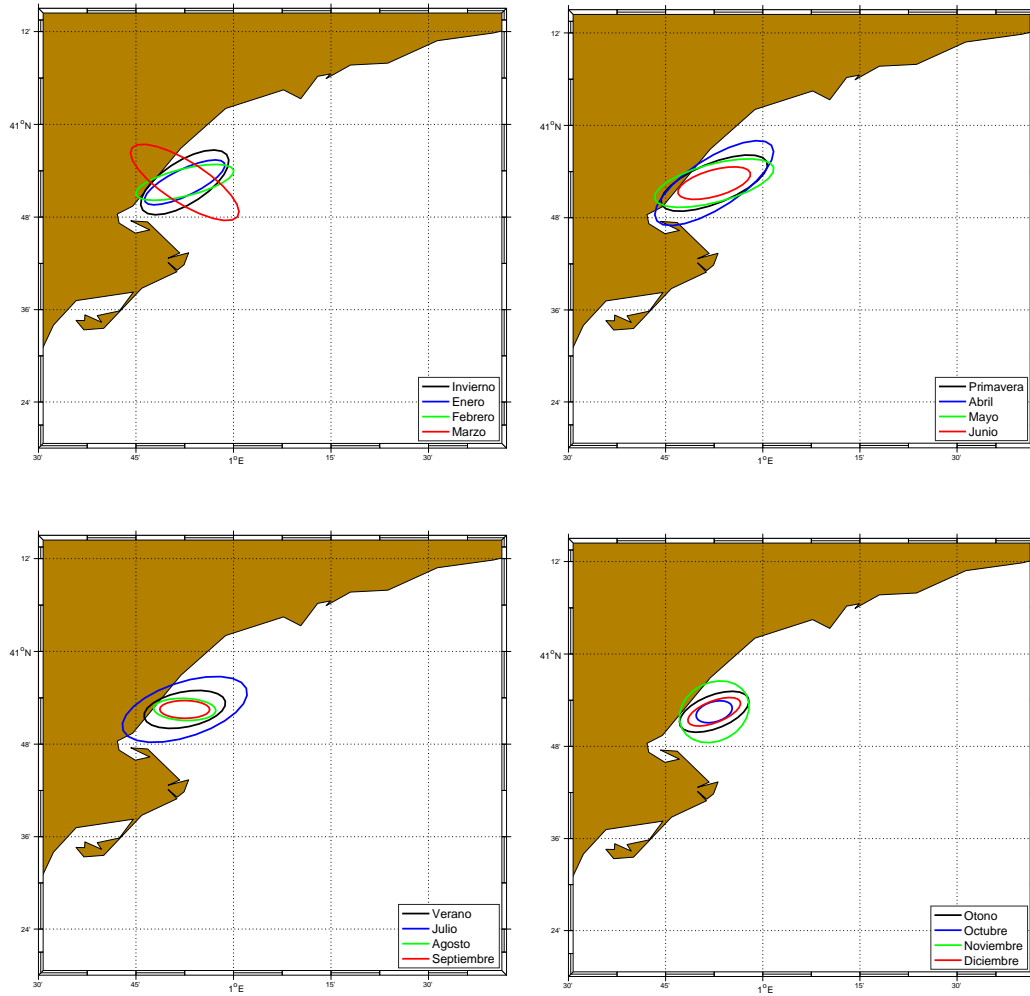 12'
41°N
48'
36'
24'
30'
45'
1°E
15'
30'
Invierno
Enero
Febrero
Marzo
12'
41°N
48'
36'
24'
30'
45'
1°E
15'
30'
Primavera
Abril
Mayo
Junio
12'
41°N
48'
36'
24'
30'
45'
1°E
15'
30'
Verano
Julio
Agosto
Septiembre
12'
41°N
48'
36'
24'
30'
45'
1°E
15'
30'
Otono
Octubre
Noviembre
Diciembre